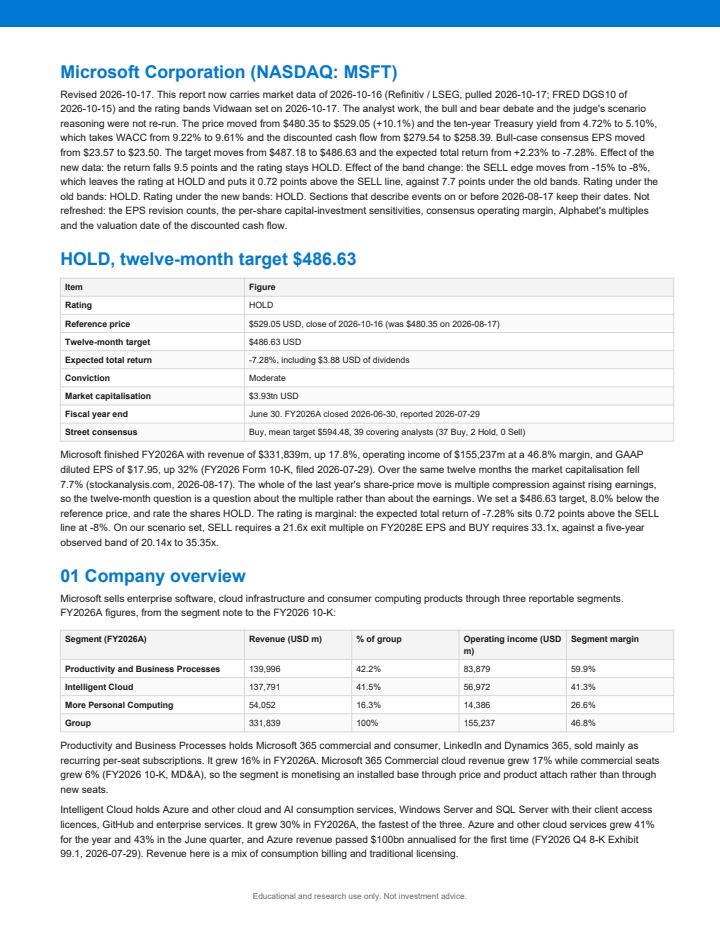 Microsoft Corporation (NASDAQ: MSFT)
Revised 2026-10-17. This report now carries market data of 2026-10-16 (Refinitiv / LSEG, pulled 2026-10-17; FRED DGS10 of
2026-10-15) and the rating bands Vidwaan set on 2026-10-17. The analyst work, the bull and bear debate and the judge's scenario
reasoning were not re-run. The price moved from $480.35 to $529.05 (+10.1%) and the ten-year Treasury yield from 4.72% to 5.10%,
which takes WACC from 9.22% to 9.61% and the discounted cash flow from $279.54 to $258.39. Bull-case consensus EPS moved
from $23.57 to $23.50. The target moves from $487.18 to $486.63 and the expected total return from +2.23% to -7.28%. Effect of the
new data: the return falls 9.5 points and the rating stays HOLD. Effect of the band change: the SELL edge moves from -15% to -8%,
which leaves the rating at HOLD and puts it 0.72 points above the SELL line, against 7.7 points under the old bands. Rating under the
old bands: HOLD. Rating under the new bands: HOLD. Sections that describe events on or before 2026-08-17 keep their dates. Not
refreshed: the EPS revision counts, the per-share capital-investment sensitivities, consensus operating margin, Alphabet's multiples
and the valuation date of the discounted cash flow.
HOLD, twelve-month target $486.63
Item Figure
Rating HOLD
Reference price $529.05 USD, close of 2026-10-16 (was $480.35 on 2026-08-17)
Twelve-month target $486.63 USD
Expected total return -7.28%, including $3.88 USD of dividends
Conviction Moderate
Market capitalisation $3.93tn USD
Fiscal year end June 30. FY2026A closed 2026-06-30, reported 2026-07-29
Street consensus Buy, mean target $594.48, 39 covering analysts (37 Buy, 2 Hold, 0 Sell)
Microsoft finished FY2026A with revenue of $331,839m, up 17.8%, operating income of $155,237m at a 46.8% margin, and GAAP
diluted EPS of $17.95, up 32% (FY2026 Form 10-K, filed 2026-07-29). Over the same twelve months the market capitalisation fell
7.7% (stockanalysis.com, 2026-08-17). The whole of the last year's share-price move is multiple compression against rising earnings,
so the twelve-month question is a question about the multiple rather than about the earnings. We set a $486.63 target, 8.0% below the
reference price, and rate the shares HOLD. The rating is marginal: the expected total return of -7.28% sits 0.72 points above the SELL
line at -8%. On our scenario set, SELL requires a 21.6x exit multiple on FY2028E EPS and BUY requires 33.1x, against a five-year
observed band of 20.14x to 35.35x.
01 Company overview
Microsoft sells enterprise software, cloud infrastructure and consumer computing products through three reportable segments.
FY2026A figures, from the segment note to the FY2026 10-K:
Segment (FY2026A) Revenue (USD m) % of group Operating income (USD m) Segment margin
Productivity and Business Processes 139,996 42.2% 83,879 59.9%
Intelligent Cloud 137,791 41.5% 56,972 41.3%
More Personal Computing 54,052 16.3% 14,386 26.6%
Group 331,839 100% 155,237 46.8%
Productivity and Business Processes holds Microsoft 365 commercial and consumer, LinkedIn and Dynamics 365, sold mainly as
recurring per-seat subscriptions. It grew 16% in FY2026A. Microsoft 365 Commercial cloud revenue grew 17% while commercial seats
grew 6% (FY2026 10-K, MD&A), so the segment is monetising an installed base through price and product attach rather than through
new seats.
Intelligent Cloud holds Azure and other cloud and AI consumption services, Windows Server and SQL Server with their client access
licences, GitHub and enterprise services. It grew 30% in FY2026A, the fastest of the three. Azure and other cloud services grew 41%
for the year and 43% in the June quarter, and Azure revenue passed $100bn annualised for the first time (FY2026 Q4 8-K Exhibit
99.1, 2026-07-29). Revenue here is a mix of consumption billing and traditional licensing.
Educational and research use only. Not investment advice.